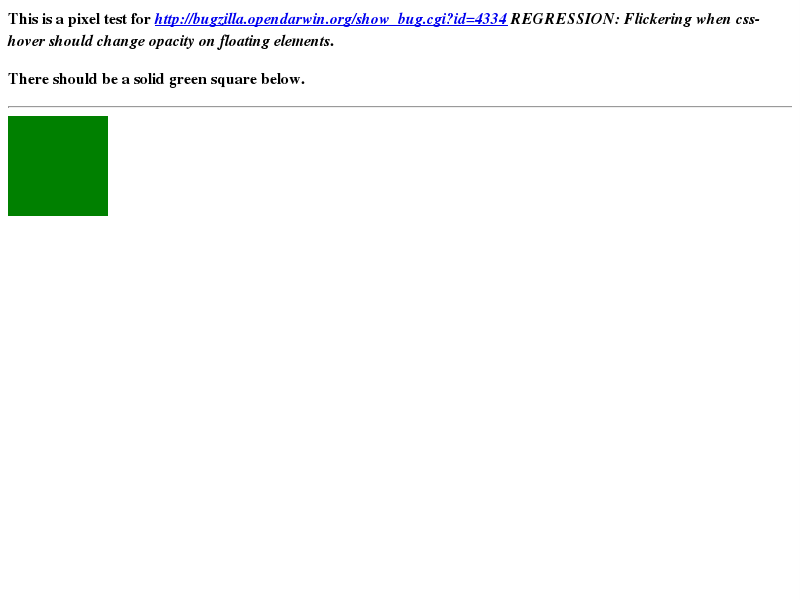 This is a pixel test for http://bugzilla.opendarwin.org/show_bug.cgi?id=4334 REGRESSION: Flickering when css-
hover should change opacity on floating elements.
There should be a solid green square below.